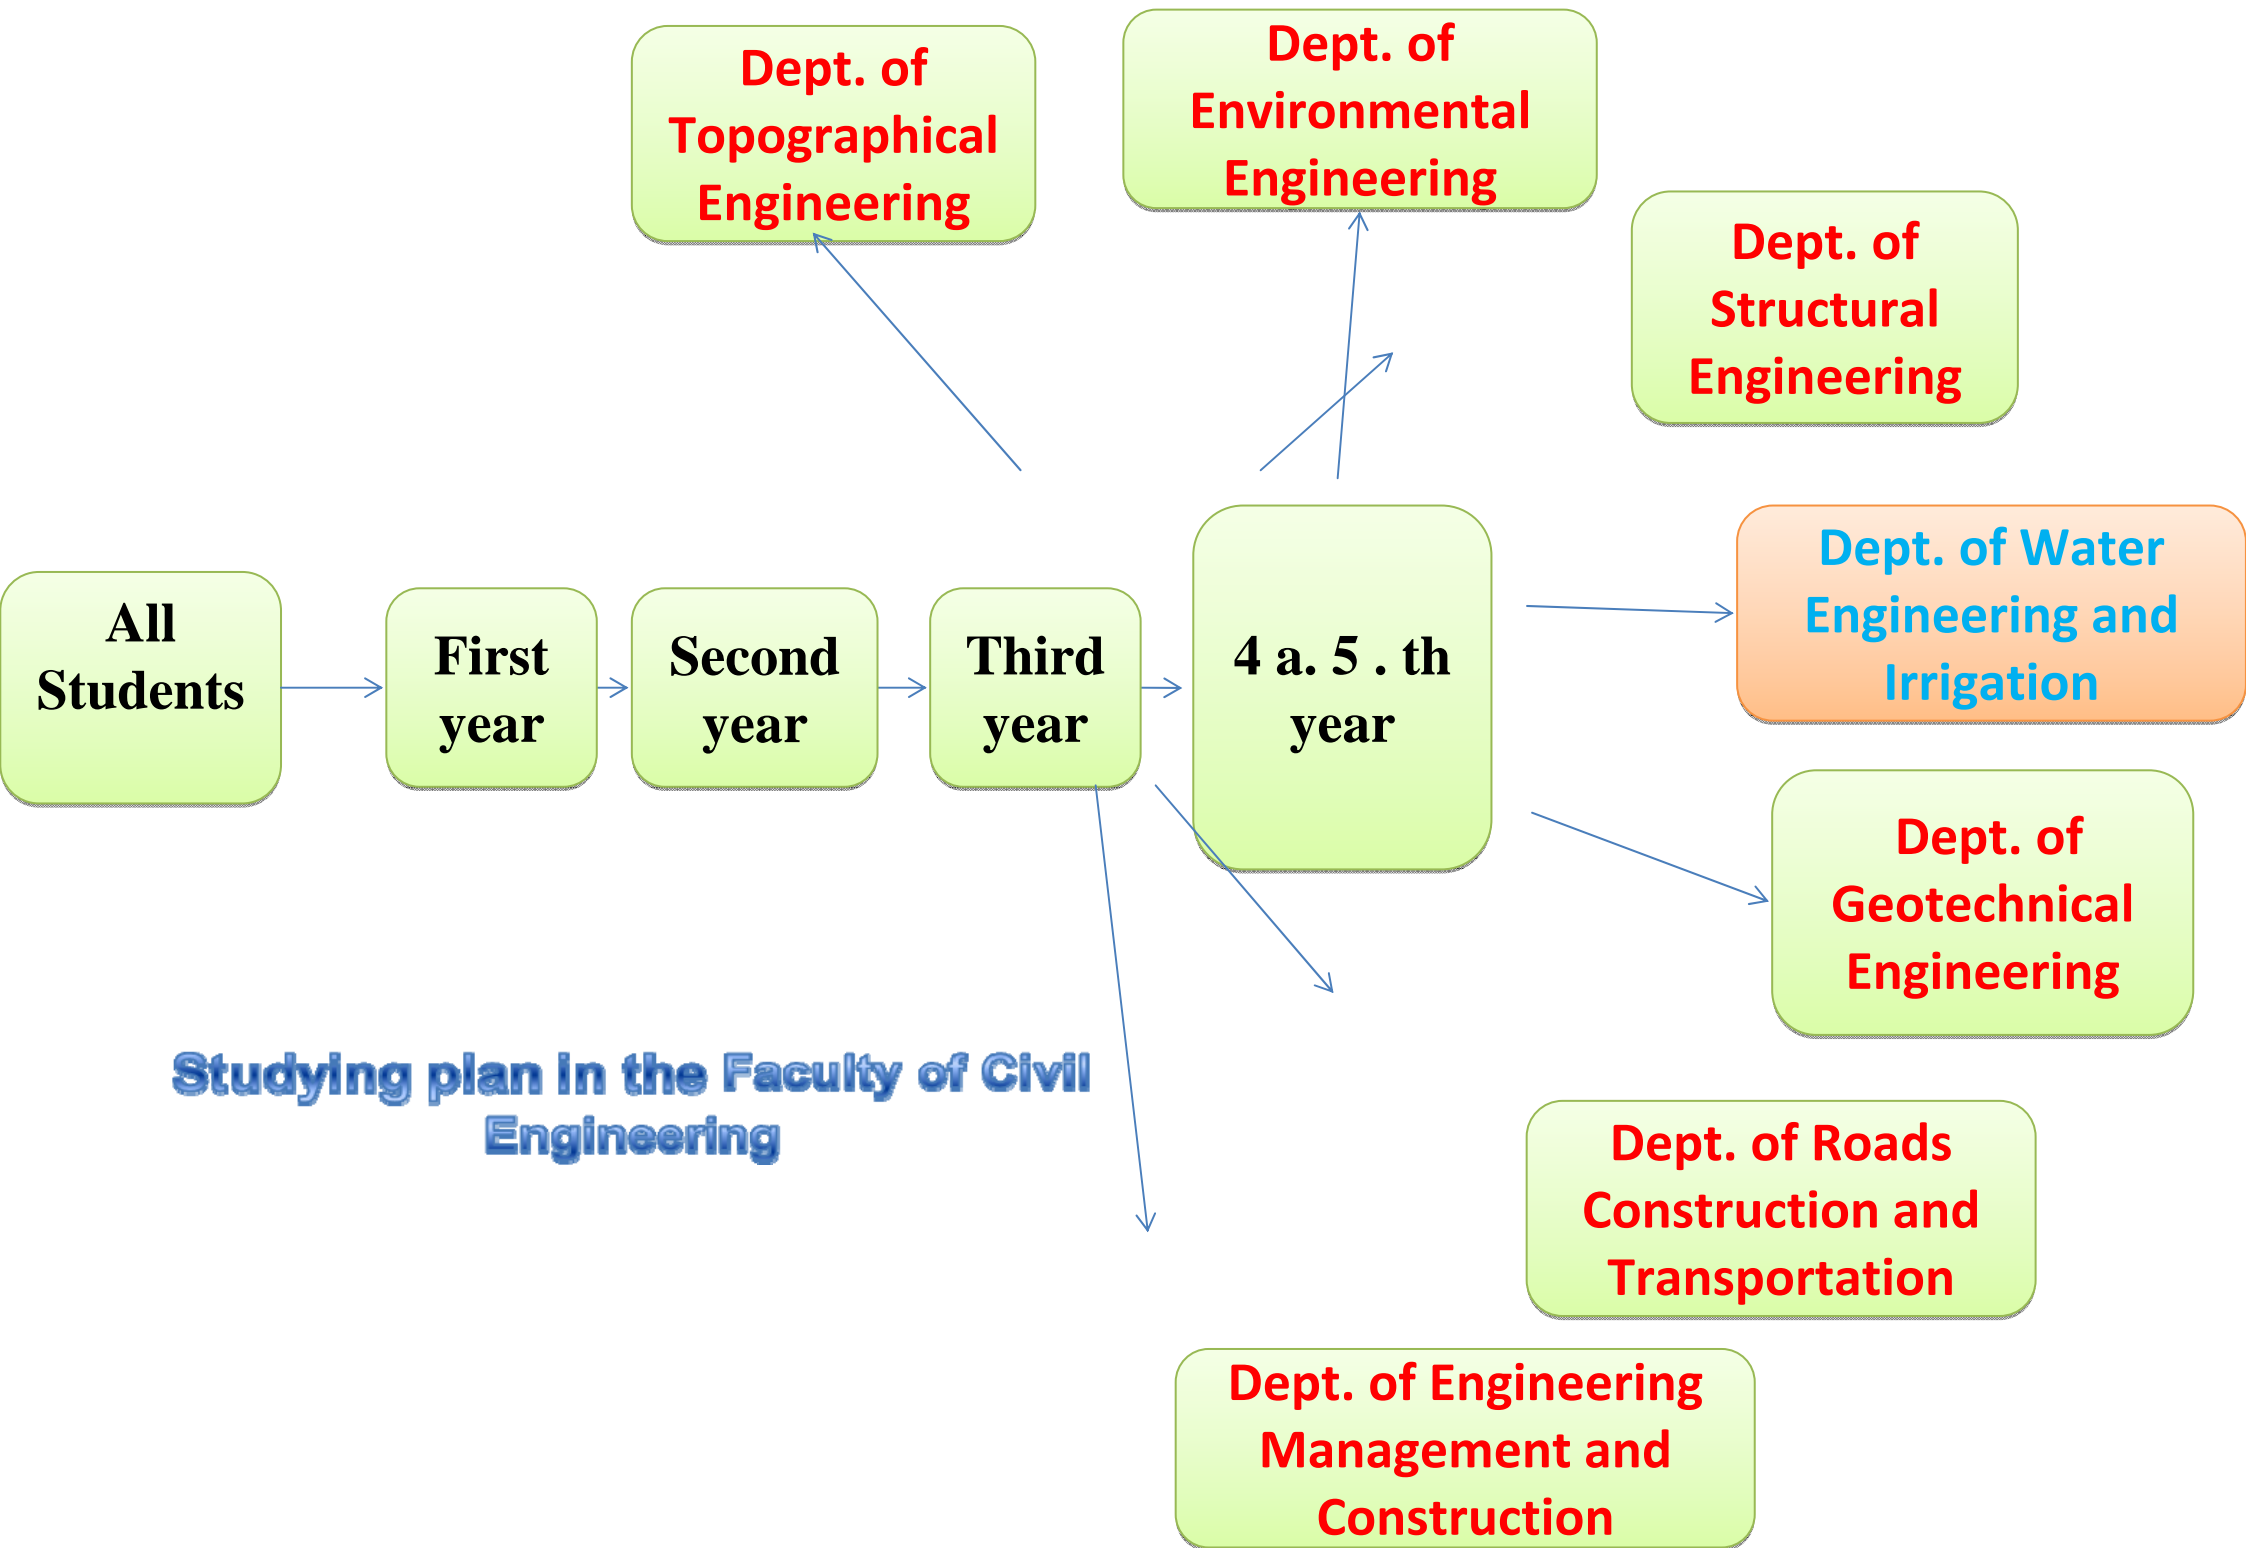 Dept. of
Topographical
Engineering
Dept. of
Environmental
Engineering
Dept. of
Structural
Engineering
All
Students
First
year
Second
year
Third
year
4 a. 5 . th
year
Dept. of Water
Engineering and
Irrigation
Dept. of
Geotechnical
Engineering
Studying plan in the Faculty of Civil
Engineering
Dept. of Roads
Construction and
Transportation
Dept. of Engineering
Management and
Construction